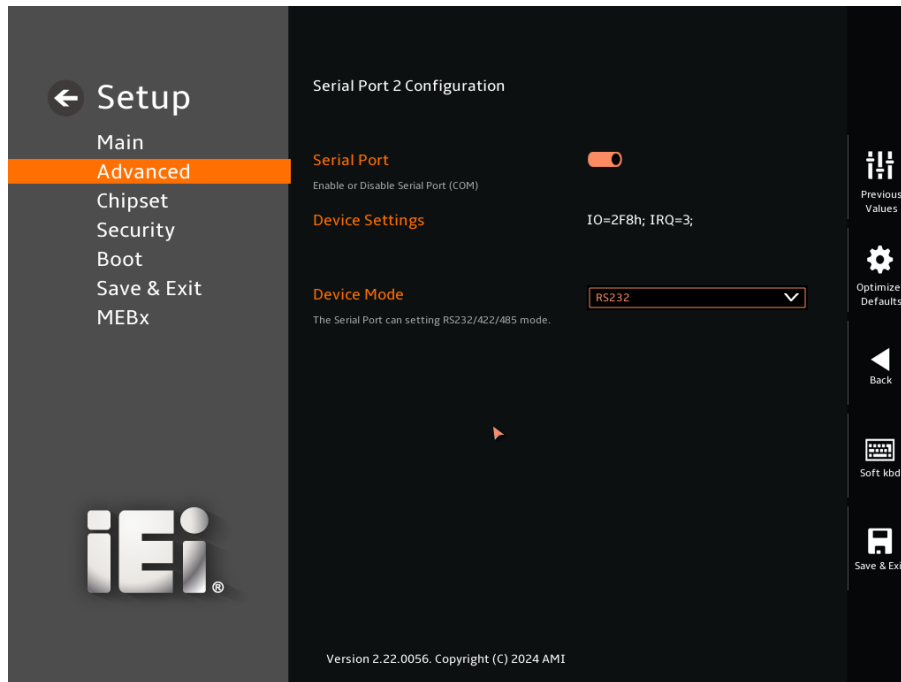 Setup
Main
Advanced
Chipset
Security
Boot
Save & Exit
MEBx
iEi®
Serial Port 2 Configuration
Serial Port
Enable or Disable Serial Port (COM)
Device Settings IO=2F8h; IRQ=3;
Device Mode RS232
The Serial Port can setting RS232/422/485 mode.
Version 2.22.0056. Copyright (C) 2024 AMI
Previous
Values
Optimize
Defaults
Back
Soft kbd
Save & Exi